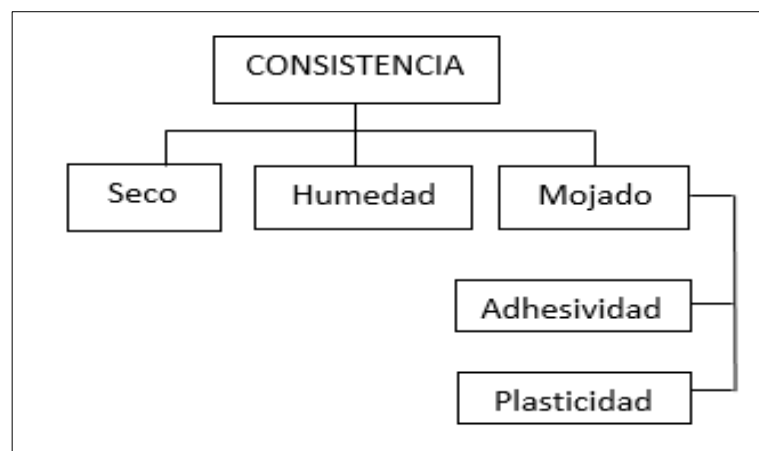 CONSISTENCIA
Seco
Humedad
Mojado
Adhesividad
Plasticidad